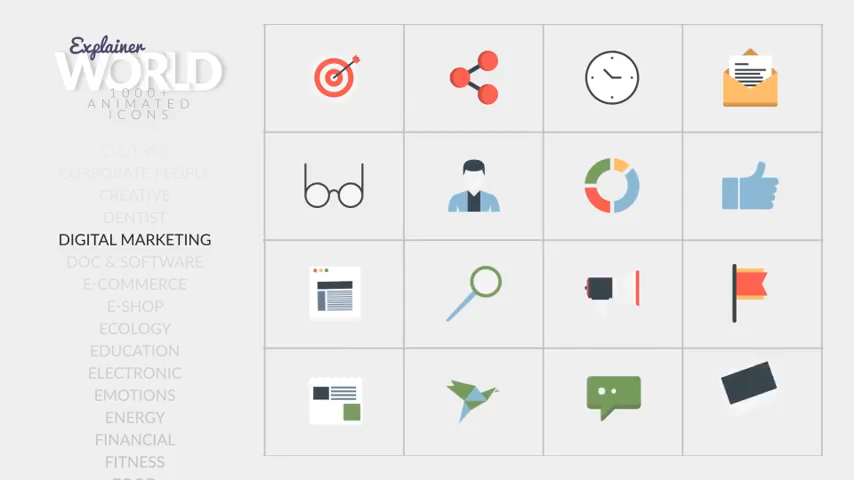 Explainer
WORLD
1000+
ANIMATED
ICONS
CLOTHES
CORPORATE PEOPLE
CREATIVE
DENTIST
DIGITAL MARKETING
DOC & SOFTWARE
E-COMMERCE
E-SHOP
ECOLOGY
EDUCATION
ELECTRONIC
EMOTIONS
ENERGY
FINANCIAL
FITNESS